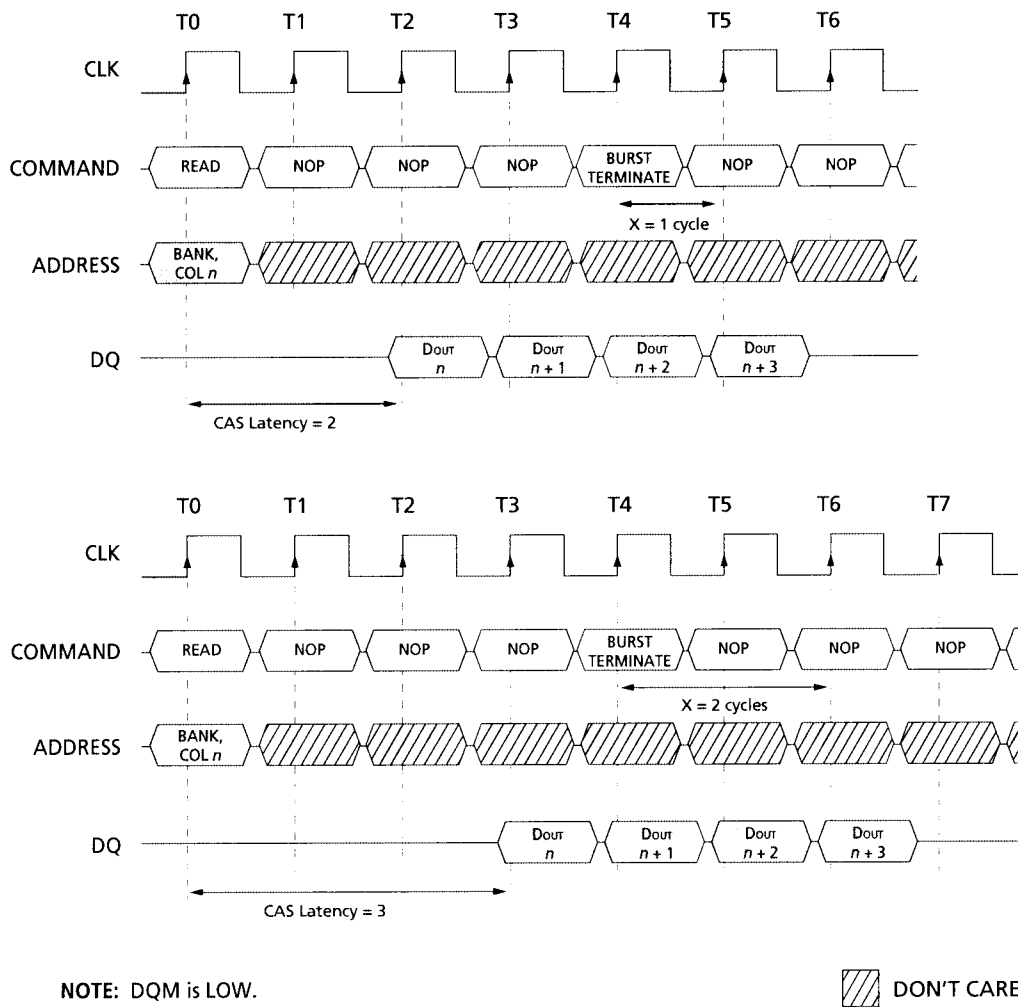 T0 T1 T2 T3 T4 T5 T6
CLK
COMMAND READ NOP NOP NOP BURST TERMINATE NOP NOP
X = 1 cycle
ADDRESS BANK, COL n
DQ DOUT n DOUT n + 1 DOUT n + 2 DOUT n + 3
CAS Latency = 2
T0 T1 T2 T3 T4 T5 T6 T7
CLK
COMMAND READ NOP NOP NOP BURST TERMINATE NOP NOP NOP
X = 2 cycles
ADDRESS BANK, COL n
DQ DOUT n DOUT n + 1 DOUT n + 2 DOUT n + 3
CAS Latency = 3
NOTE: DQM is LOW. DON'T CARE